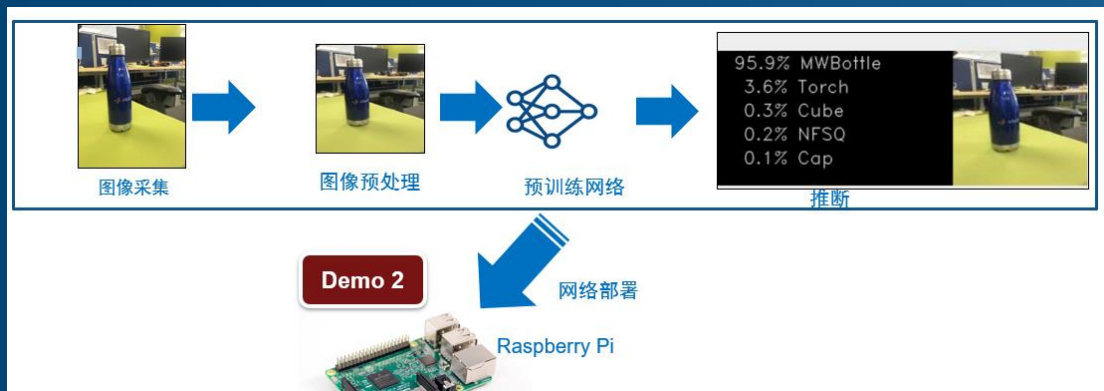 95.9% MWBottle
3.6% Torch
0.3% Cube
0.2% NFSQ
0.1% Cap
图像采集
图像预处理
预训练网络
推断
Demo 2
网络部署
Raspberry Pi